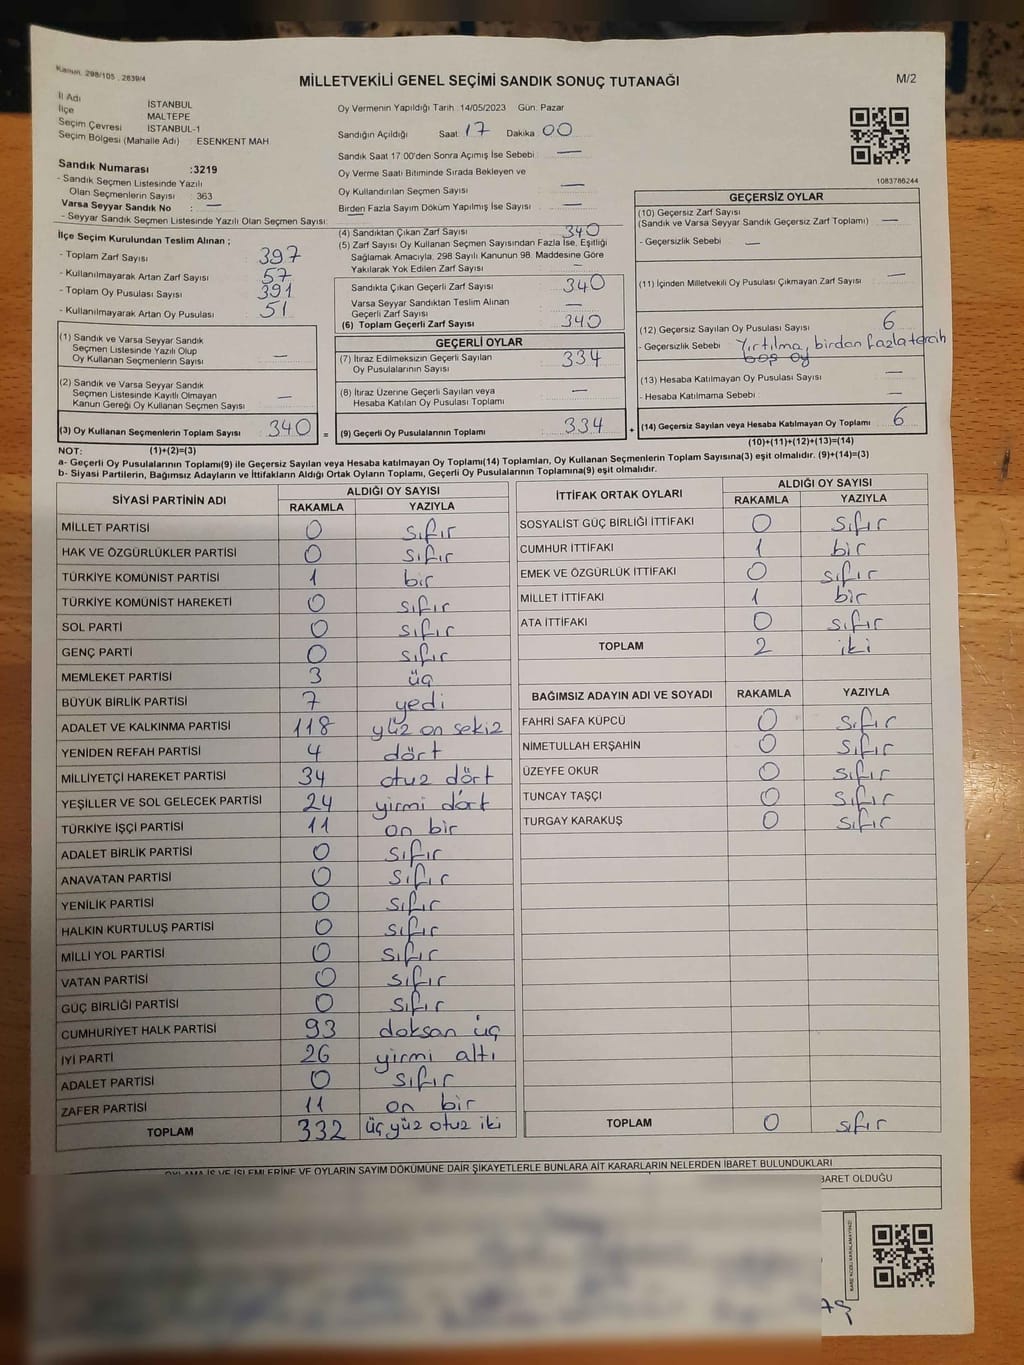 Kanun, 298/105 , 2839/4
MİLLETVEKİLİ GENEL SEÇİMİ SANDIK SONUÇ TUTANAĞI
M/2
İl Adı İSTANBUL
İlçe MALTEPE
Seçim Çevresi İSTANBUL-1
Seçim Bölgesi (Mahalle Adı) : ESENKENT MAH
Sandık Numarası :3219
- Sandık Seçmen Listesinde Yazılı
Olan Seçmenlerin Sayısı : 363
Varsa Seyyar Sandık No : —
- Seyyar Sandık Seçmen Listesinde Yazılı Olan Seçmen Sayısı:
Oy Vermenin Yapıldığı Tarih :14/05/2023 Gün: Pazar
Sandığın Açıldığı Saat: 17 Dakika 00
Sandık Saat 17.00'den Sonra Açılmış İse Sebebi : —
Oy Verme Saati Bitiminde Sırada Bekleyen ve
Oy Kullandırılan Seçmen Sayısı : —
Birden Fazla Sayım Döküm Yapılmış İse Sayısı : —
1083786244
İlçe Seçim Kurulundan Teslim Alınan ;
- Toplam Zarf Sayısı : 397
- Kullanılmayarak Artan Zarf Sayısı : 57
- Toplam Oy Pusulası Sayısı : 391
- Kullanılmayarak Artan Oy Pusulası : 51
(1) Sandık ve Varsa Seyyar Sandık
Seçmen Listesinde Yazılı Olup
Oy Kullanan Seçmenlerin Sayısı : —
(2) Sandık ve Varsa Seyyar Sandık
Seçmen Listesinde Kayıtlı Olmayan
Kanun Gereği Oy Kullanan Seçmen Sayısı : —
(3) Oy Kullanan Seçmenlerin Toplam Sayısı : 340 =
(4) Sandıktan Çıkan Zarf Sayısı : 340
(5) Zarf Sayısı Oy Kullanan Seçmen Sayısından Fazla İse, Eşitliği
Sağlamak Amacıyla, 298 Sayılı Kanunun 98. Maddesine Göre
Yakılarak Yok Edilen Zarf Sayısı : —
Sandıkta Çıkan Geçerli Zarf Sayısı : 340
Varsa Seyyar Sandıktan Teslim Alınan
Geçerli Zarf Sayısı : —
(6) Toplam Geçerli Zarf Sayısı : 340
GEÇERLİ OYLAR
(7) İtiraz Edilmeksizin Geçerli Sayılan
Oy Pusulalarının Sayısı : 334
(8) İtiraz Üzerine Geçerli Sayılan veya
Hesaba Katılan Oy Pusulası Toplamı : —
(9) Geçerli Oy Pusulalarının Toplamı : 334 +
GEÇERSİZ OYLAR
(10) Geçersiz Zarf Sayısı
(Sandık ve Varsa Seyyar Sandık Geçersiz Zarf Toplamı) : —
- Geçersizlik Sebebi : —
(11) İçinden Milletvekili Oy Pusulası Çıkmayan Zarf Sayısı : —
(12) Geçersiz Sayılan Oy Pusulası Sayısı : 6
- Geçersizlik Sebebi : Yırtılma, birdan fazla tercih
boş oy
(13) Hesaba Katılmayan Oy Pusulası Sayısı : —
- Hesaba Katılmama Sebebi : —
(14) Geçersiz Sayılan veya Hesaba Katılmayan Oy Toplamı : 6
NOT: (1)+(2)=(3) (10)+(11)+(12)+(13)=(14)
a- Geçerli Oy Pusulalarının Toplamı(9) ile Geçersiz Sayılan veya Hesaba katılmayan Oy Toplamı(14) Toplamları, Oy Kullanan Seçmenlerin Toplam Sayısına(3) eşit olmalıdır. (9)+(14)=(3)
b- Siyasi Partilerin, Bağımsız Adayların ve İttifakların Aldığı Ortak Oyların Toplamı, Geçerli Oy Pusulalarının Toplamına(9) eşit olmalıdır.
SİYASİ PARTİNİN ADI ALDIĞI OY SAYISI
RAKAMLA YAZIYLA
MİLLET PARTİSİ 0 sıfır
HAK VE ÖZGÜRLÜKLER PARTİSİ 0 sıfır
TÜRKİYE KOMÜNİST PARTİSİ 1 bir
TÜRKİYE KOMÜNİST HAREKETİ 0 sıfır
SOL PARTİ 0 sıfır
GENÇ PARTİ 0 sıfır
MEMLEKET PARTİSİ 3 üç
BÜYÜK BİRLİK PARTİSİ 7 yedi
ADALET VE KALKINMA PARTİSİ 118 yüz on sekiz
YENİDEN REFAH PARTİSİ 4 dört
MİLLİYETÇİ HAREKET PARTİSİ 34 otuz dört
YEŞİLLER VE SOL GELECEK PARTİSİ 24 yirmi dört
TÜRKİYE İŞÇİ PARTİSİ 11 on bir
ADALET BİRLİK PARTİSİ 0 sıfır
ANAVATAN PARTİSİ 0 sıfır
YENİLİK PARTİSİ 0 sıfır
HALKIN KURTULUŞ PARTİSİ 0 sıfır
MİLLİ YOL PARTİSİ 0 sıfır
VATAN PARTİSİ 0 sıfır
GÜÇ BİRLİĞİ PARTİSİ 0 sıfır
CUMHURİYET HALK PARTİSİ 93 doksan üç
İYİ PARTİ 26 yirmi altı
ADALET PARTİSİ 0 sıfır
ZAFER PARTİSİ 11 on bir
TOPLAM 332 üç yüz otuz iki
İTTİFAK ORTAK OYLARI ALDIĞI OY SAYISI
RAKAMLA YAZIYLA
SOSYALİST GÜÇ BİRLİĞİ İTTİFAKI 0 sıfır
CUMHUR İTTİFAKI 1 bir
EMEK VE ÖZGÜRLÜK İTTİFAKI 0 sıfır
MİLLET İTTİFAKI 1 bir
ATA İTTİFAKI 0 sıfır
TOPLAM 2 iki
BAĞIMSIZ ADAYIN ADI VE SOYADI RAKAMLA YAZIYLA
FAHRİ SAFA KÜPCÜ 0 sıfır
NİMETULLAH ERŞAHİN 0 sıfır
ÜZEYFE OKUR 0 sıfır
TUNCAY TAŞÇI 0 sıfır
TURGAY KARAKUŞ 0 sıfır
TOPLAM 0 sıfır
OYLAMA İŞ VE İŞLEMLERİNE VE OYLARIN SAYIM DÖKÜMÜNE DAİR ŞİKAYETLERLE BUNLARA AİT KARARLARIN NELERDEN İBARET BULUNDUKLARI
BARET OLDUĞU